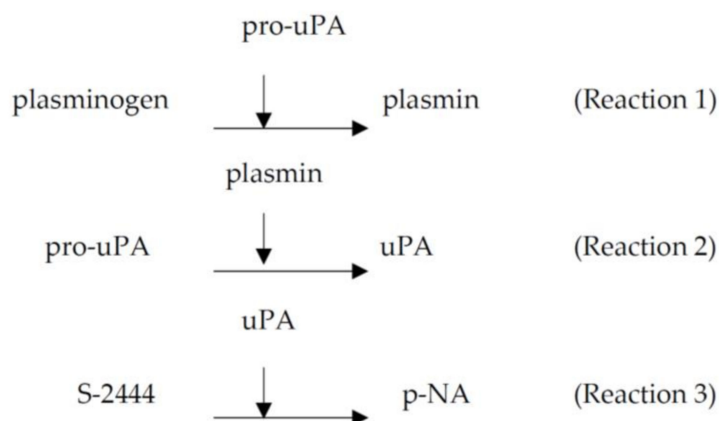 pro-uPA
plasminogen plasmin (Reaction 1)
plasmin
pro-uPA uPA (Reaction 2)
uPA
S-2444 p-NA (Reaction 3)